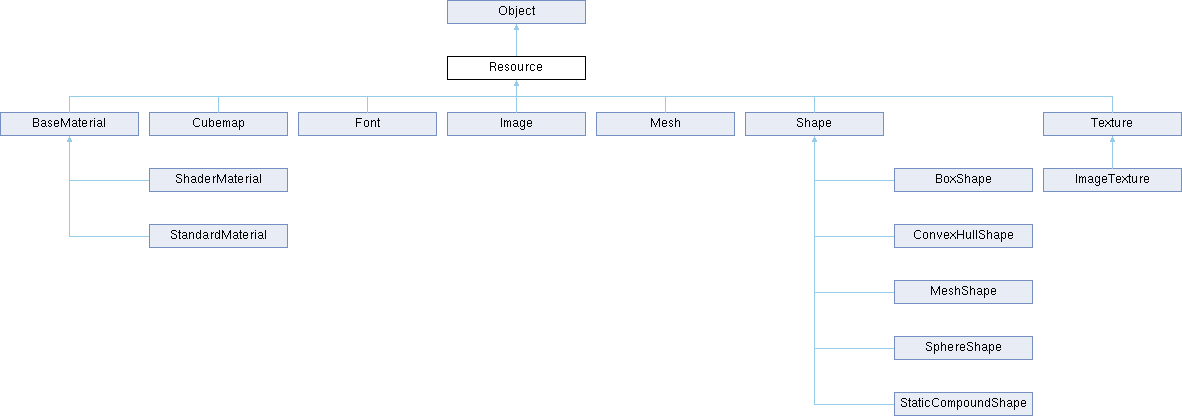 Object
Resource
BaseMaterial
Cubemap
Font
Image
Mesh
Shape
Texture
ShaderMaterial
BoxShape
ImageTexture
StandardMaterial
ConvexHullShape
MeshShape
SphereShape
StaticCompoundShape